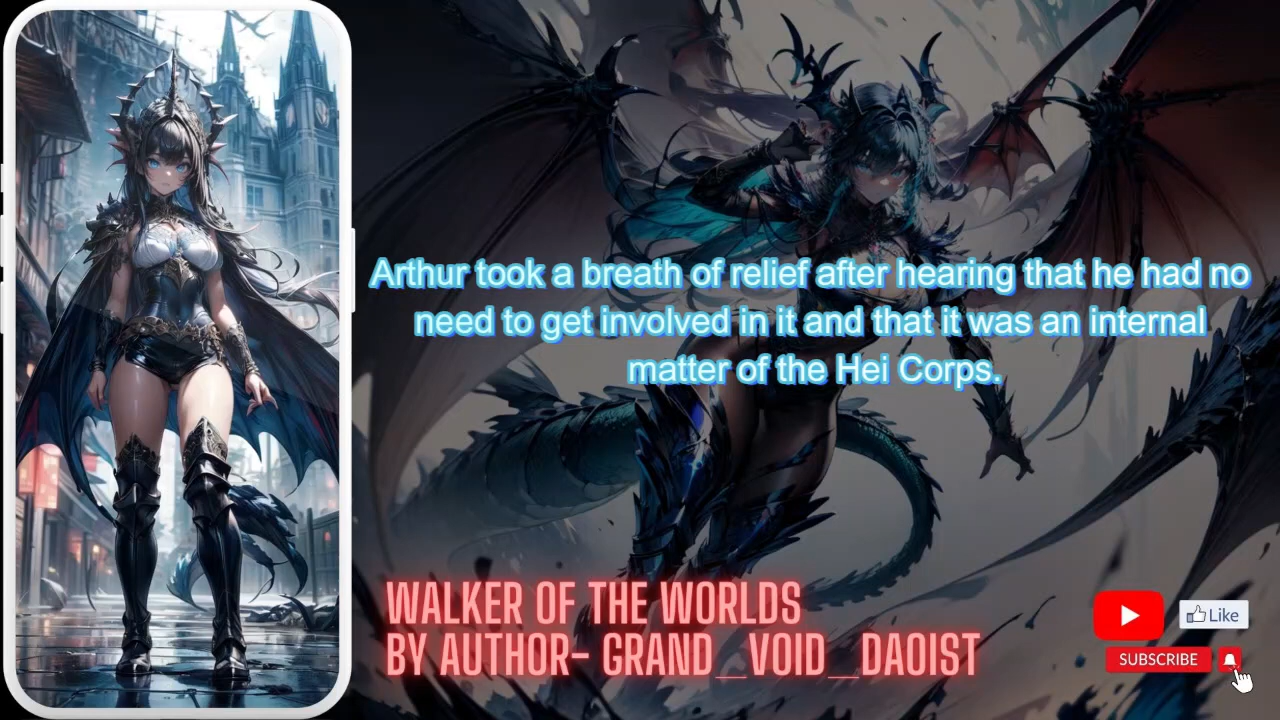 Arthur took a breath of relief after hearing that he had no
need to get involved in it and that it was an internal
matter of the Hei Corps.
WALKER OF THE WORLDS
BY AUTHOR- GRAND_VOID_DAOIST
Like
SUBSCRIBE